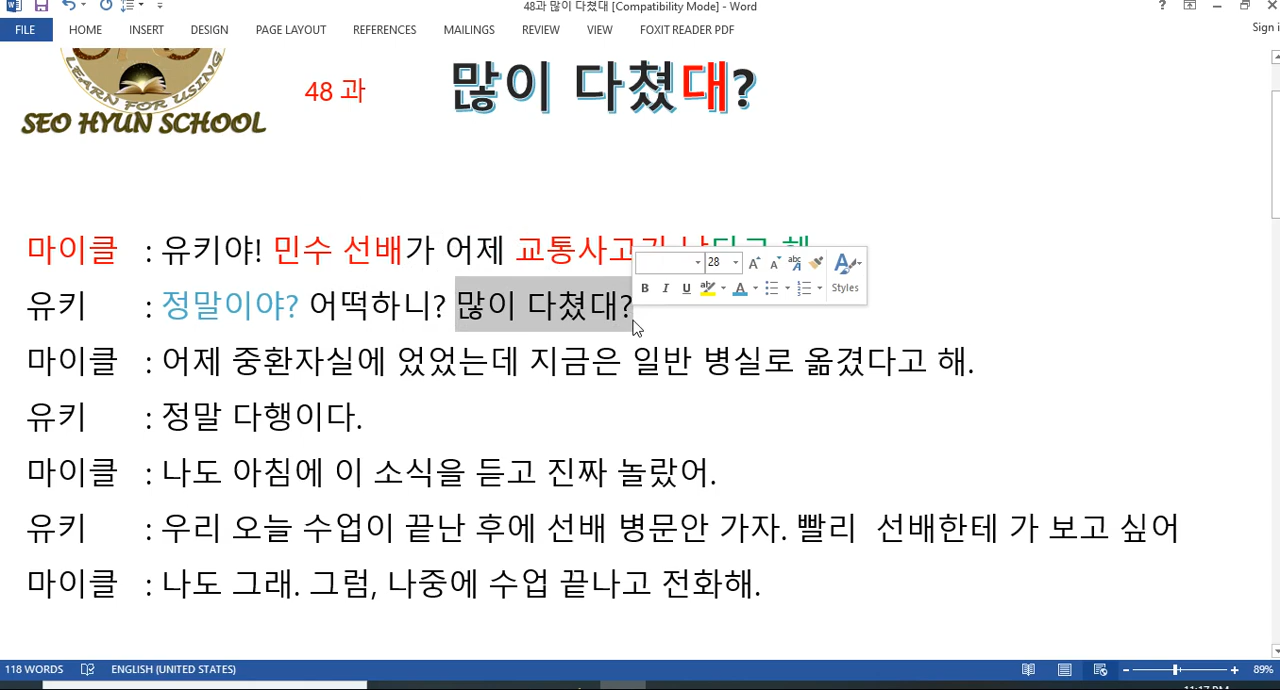 48과 많이 다쳤대 [Compatibility Mode] - Word
FILE HOME INSERT DESIGN PAGE LAYOUT REFERENCES MAILINGS REVIEW VIEW FOXIT READER PDF Sign i
LEARN FOR USING
SEO HYUN SCHOOL
48 과 많이 다쳤대?
마이클 : 유키야! 민수 선배가 어제
28
Styles
유키 : 정말이야? 어떡하니? 많이 다쳤대?
마이클 : 어제 중환자실에 었었는데 지금은 일반 병실로 옮겼다고 해.
유키 : 정말 다행이다.
마이클 : 나도 아침에 이 소식을 듣고 진짜 놀랐어.
유키 : 우리 오늘 수업이 끝난 후에 선배 병문안 가자. 빨리 선배한테 가 보고 싶어
마이클 : 나도 그래. 그럼, 나중에 수업 끝나고 전화해.
118 WORDS ENGLISH (UNITED STATES) 89%